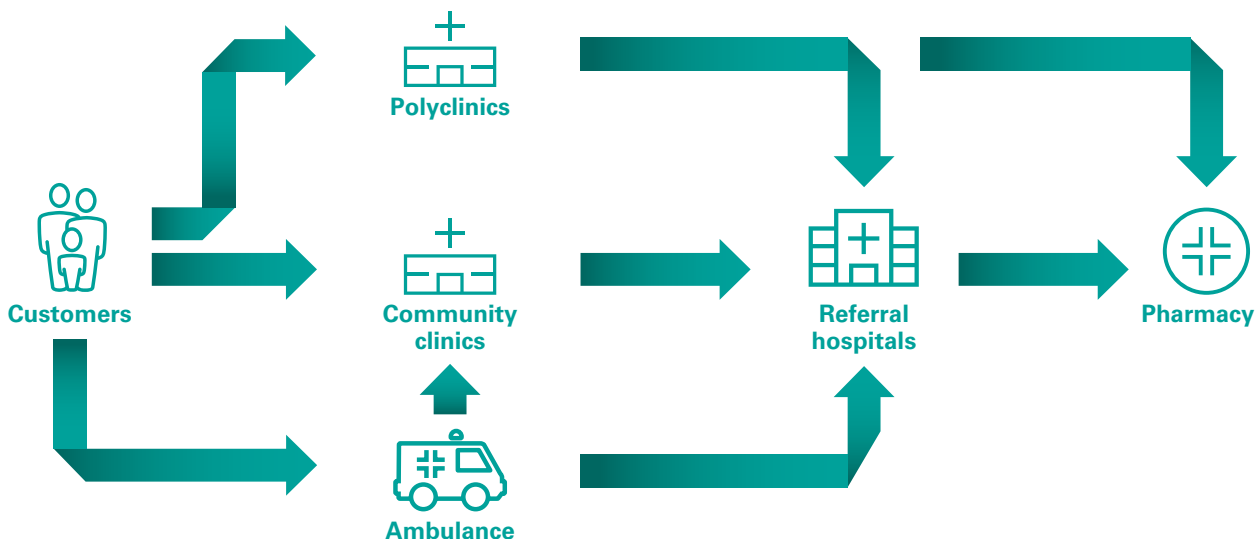 Polyclinics
Customers
Community
clinics
Referral
hospitals
Pharmacy
Ambulance